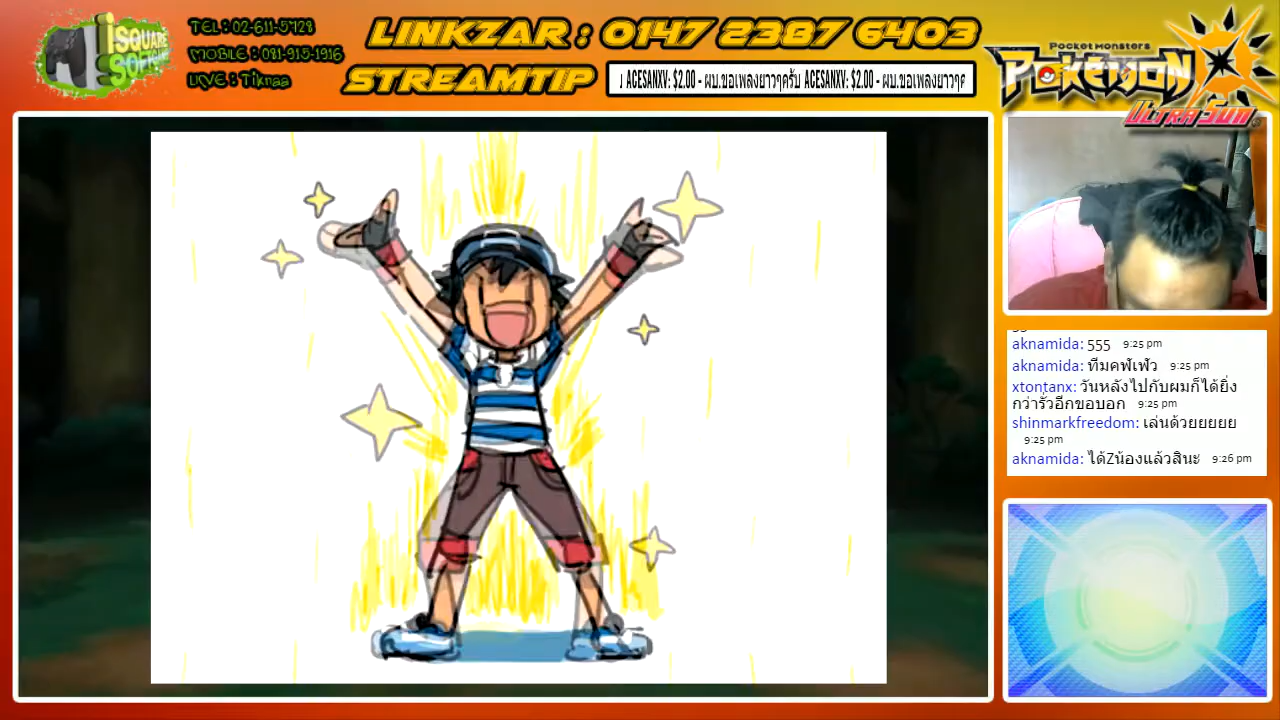 iSQUARE
SOFTGAME
TEL : 02-611-5728
MOBILE : 081-915-1916
LINE : Tiknaa
LINKZAR : 0147 2387 6403
STREAMTIP
ACESANXV: $2.00 - ผบ.ขอเพลงยาวๆครับ ACESANXV: $2.00 - ผบ.ขอเพลงยาวๆ
Pocket Monsters
POKÉMON
ULTRA SUN
aknamida: 555 9:25 pm
aknamida: ทีมคฟ้เฟ้ว 9:25 pm
xtontanx: วันหลังไปกับผมก็ได้ยิ่ง
กว่ารั่วอีกขอบอก 9:25 pm
shinmarkfreedom: เล่นด้วยยยยย
9:25 pm
aknamida: ได้Zน้องแล้วสินะ 9:26 pm